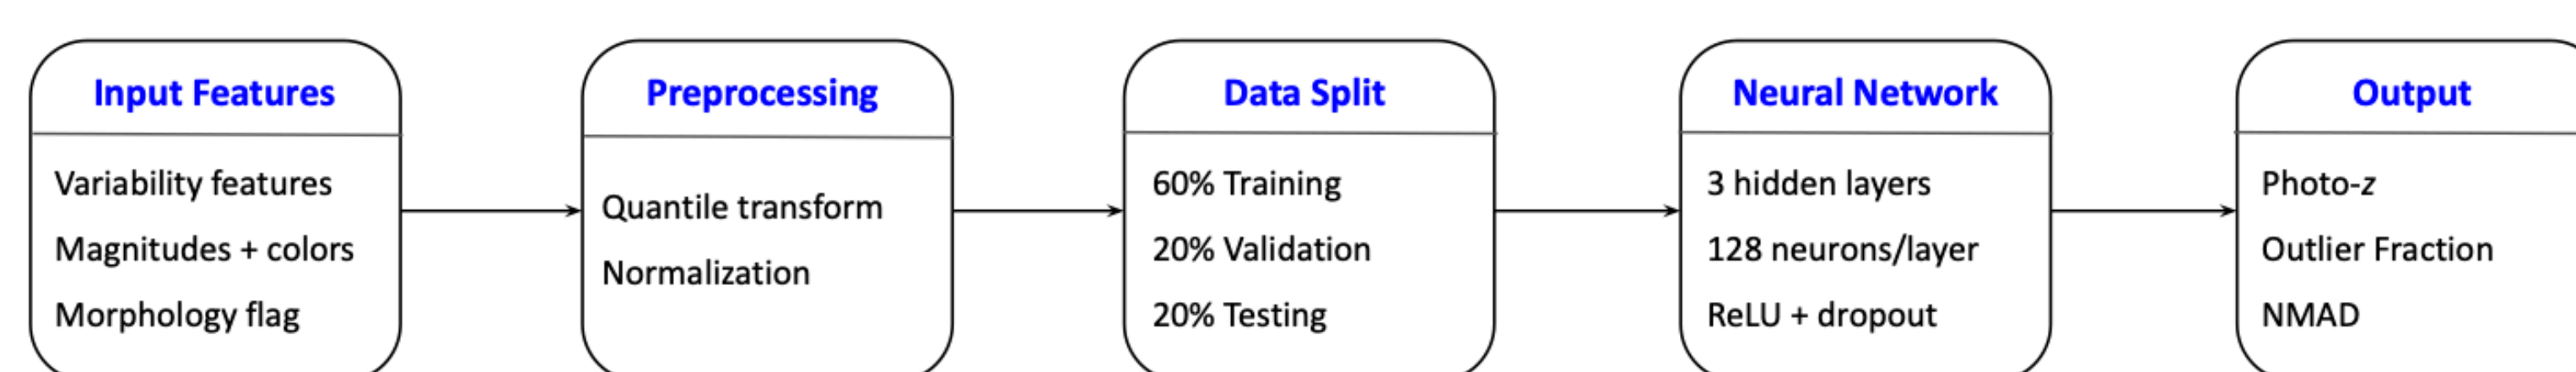 Input Features
Variability features
Magnitudes + colors
Morphology flag
Preprocessing
Quantile transform
Normalization
Data Split
60% Training
20% Validation
20% Testing
Neural Network
3 hidden layers
128 neurons/layer
ReLU + dropout
Output
Photo-z
Outlier Fraction
NMAD